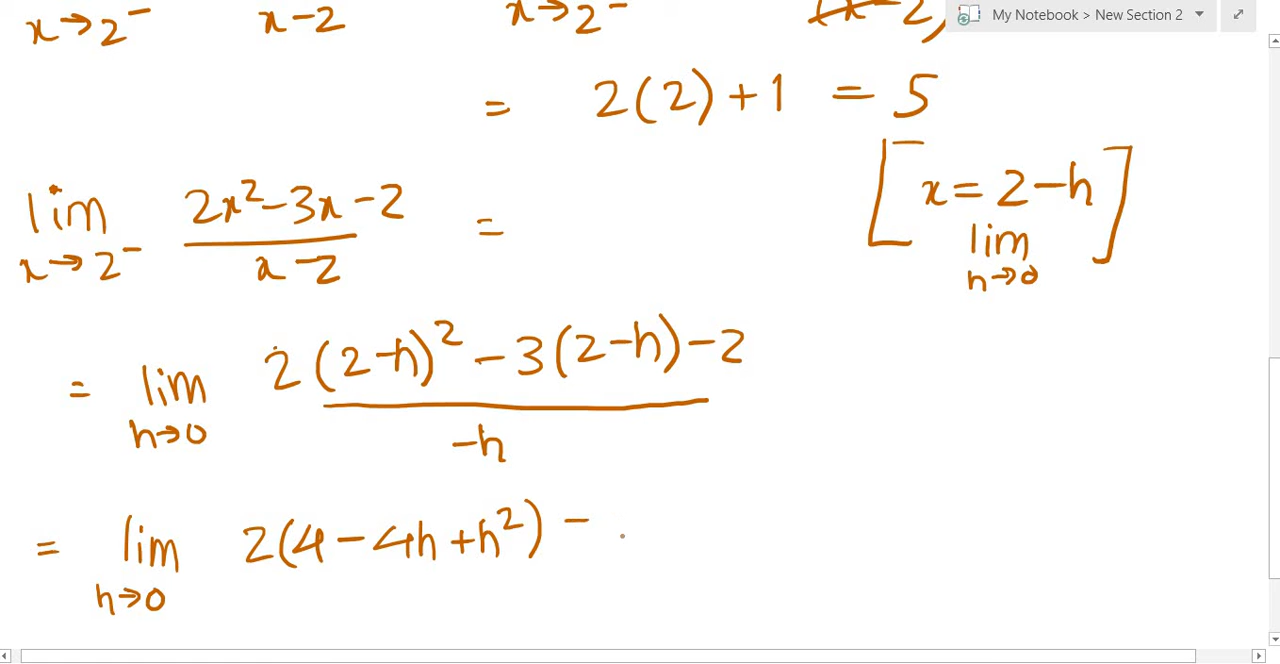 x→2⁻ x-2 x→2⁻ (x-2)
My Notebook > New Section 2
= 2(2)+1 = 5
lim 2x²-3x-2 =
x→2⁻ x-2
[x=2-h]
lim
h→0
= lim 2(2-h)²-3(2-h)-2
h→0 -h
= lim 2(4-4h+h²) -
h→0